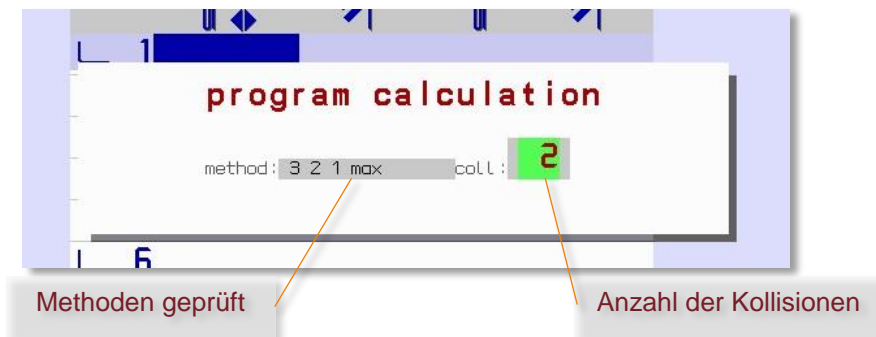 1
program calculation
method: 3 2 1 max coll: 2
6
Methoden geprüft Anzahl der Kollisionen